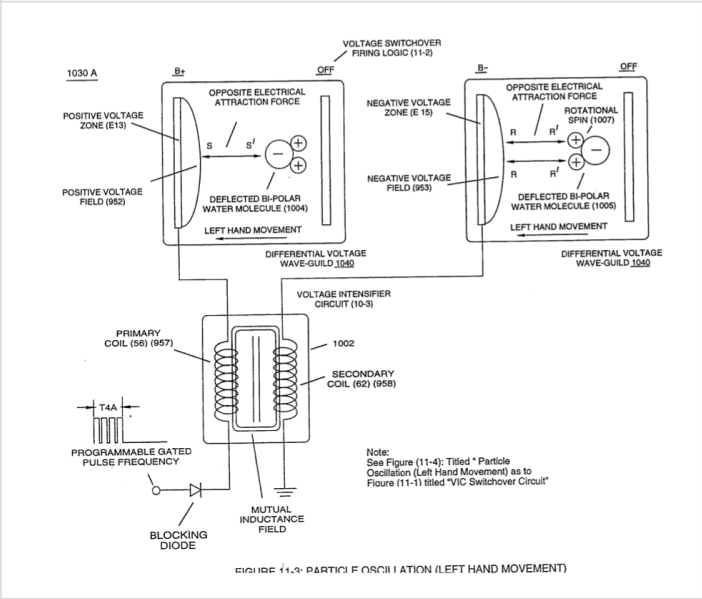 VOLTAGE SWITCHOVER
FIRING LOGIC (11-2)
1030 A
B+
OFF
B-
OFF
OPPOSITE ELECTRICAL
ATTRACTION FORCE
POSITIVE VOLTAGE
ZONE (E13)
S
S'
POSITIVE VOLTAGE
FIELD (952)
DEFLECTED BI-POLAR
WATER MOLECULE (1004)
LEFT HAND MOVEMENT
DIFFERENTIAL VOLTAGE
WAVE-GUILD 1040
OPPOSITE ELECTRICAL
ATTRACTION FORCE
ROTATIONAL
SPIN (1007)
NEGATIVE VOLTAGE
ZONE (E 15)
R
R'
R
R'
NEGATIVE VOLTAGE
FIELD (953)
DEFLECTED BI-POLAR
WATER MOLECULE (1005)
LEFT HAND MOVEMENT
DIFFERENTIAL VOLTAGE
WAVE-GUILD 1040
VOLTAGE INTENSIFIER
CIRCUIT (10-3)
PRIMARY
COIL (56) (957)
1002
SECONDARY
COIL (62) (958)
T4A
PROGRAMMABLE GATED
PULSE FREQUENCY
BLOCKING
DIODE
MUTUAL
INDUCTANCE
FIELD
Note:
See Figure (11-4): Titled " Particle
Oscillation (Left Hand Movement) as to
Figure (11-1) titled "VIC Switchover Circuit"
FIGURE 11-3: PARTICLE OSCILLATION (LEFT HAND MOVEMENT)